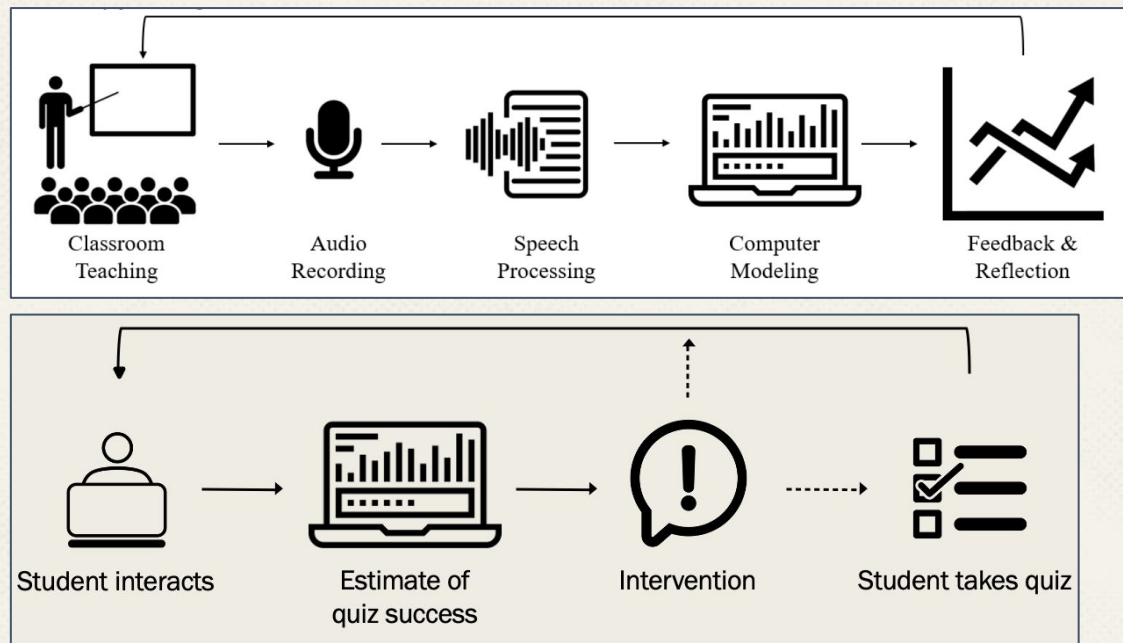 Classroom
Teaching
Audio
Recording
Speech
Processing
Computer
Modeling
Feedback &
Reflection
Student interacts
Estimate of
quiz success
Intervention
Student takes quiz